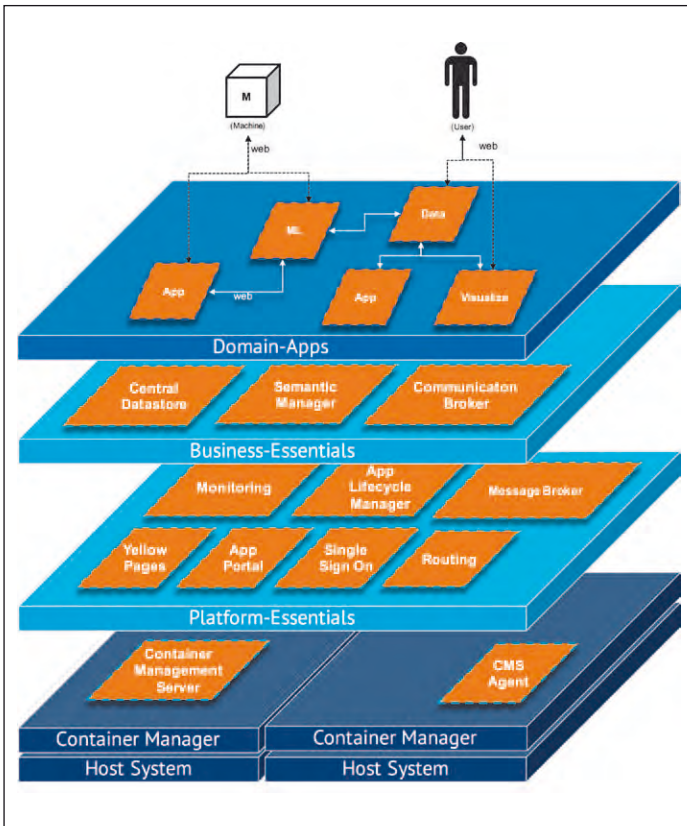 M
(Machine)
(User)
web
web
Data
ML
App
web
App
Visualize
Domain-Apps
Central
Datastore
Semantic
Manager
Communicaton
Broker
Business-Essentials
Monitoring
App
Lifecycle
Manager
Message Broker
Yellow
Pages
App
Portal
Single
Sign On
Routing
Platform-Essentials
Container
Management
Server
CMS
Agent
Container Manager
Container Manager
Host System
Host System